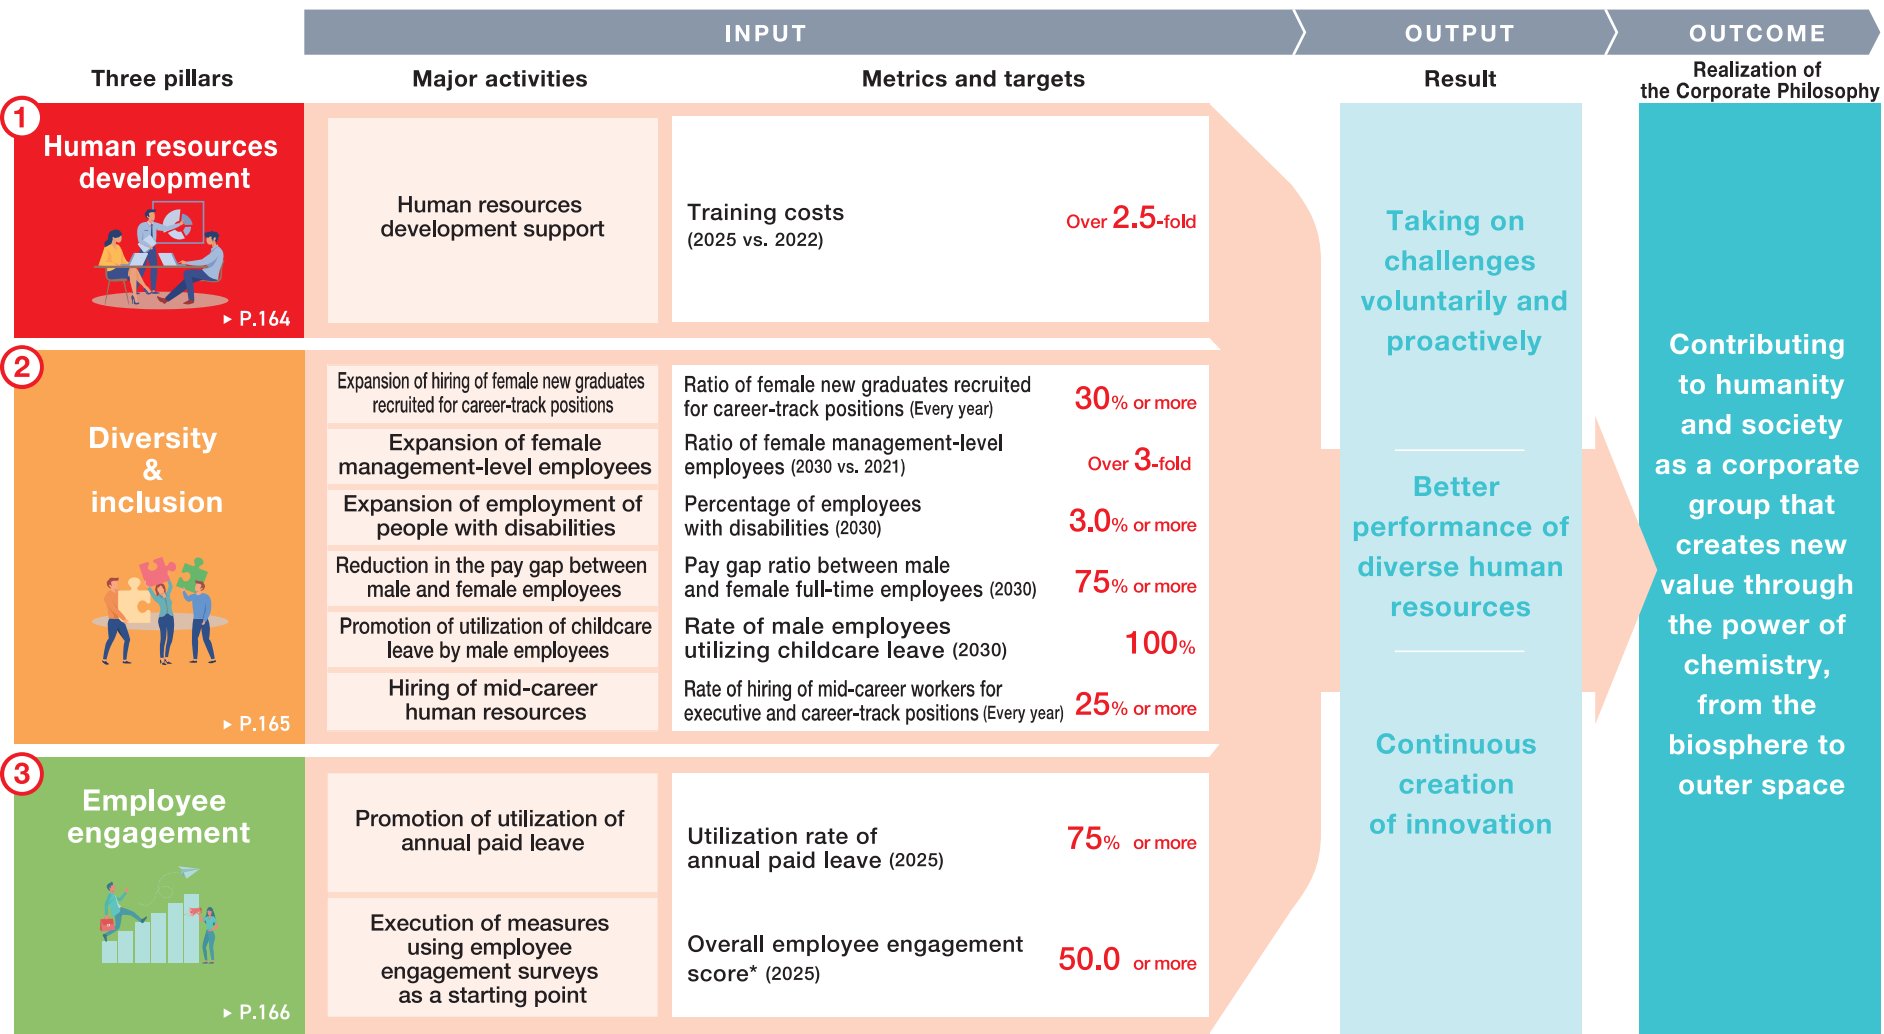 INPUT
OUTPUT
OUTCOME
Three pillars
Major activities
Metrics and targets
Result
Realization of
the Corporate Philosophy
1
Human resources
development
▶ P.164
Human resources
development support
Training costs
(2025 vs. 2022)
Over 2.5-fold
2
Diversity
&
inclusion
▶ P.165
Expansion of hiring of female new graduates
recruited for career-track positions
Ratio of female new graduates recruited
for career-track positions (Every year)
30% or more
Expansion of female
management-level employees
Ratio of female management-level
employees (2030 vs. 2021)
Over 3-fold
Expansion of employment of
people with disabilities
Percentage of employees
with disabilities (2030)
3.0% or more
Reduction in the pay gap between
male and female employees
Pay gap ratio between male
and female full-time employees (2030)
75% or more
Promotion of utilization of childcare
leave by male employees
Rate of male employees
utilizing childcare leave (2030)
100%
Hiring of mid-career
human resources
Rate of hiring of mid-career workers for
executive and career-track positions (Every year)
25% or more
3
Employee
engagement
▶ P.166
Promotion of utilization of
annual paid leave
Utilization rate of
annual paid leave (2025)
75% or more
Execution of measures
using employee
engagement surveys
as a starting point
Overall employee engagement
score* (2025)
50.0 or more
Taking on
challenges
voluntarily and
proactively
Better
performance of
diverse human
resources
Continuous
creation
of innovation
Contributing
to humanity
and society
as a corporate
group that
creates new
value through
the power of
chemistry,
from the
biosphere to
outer space